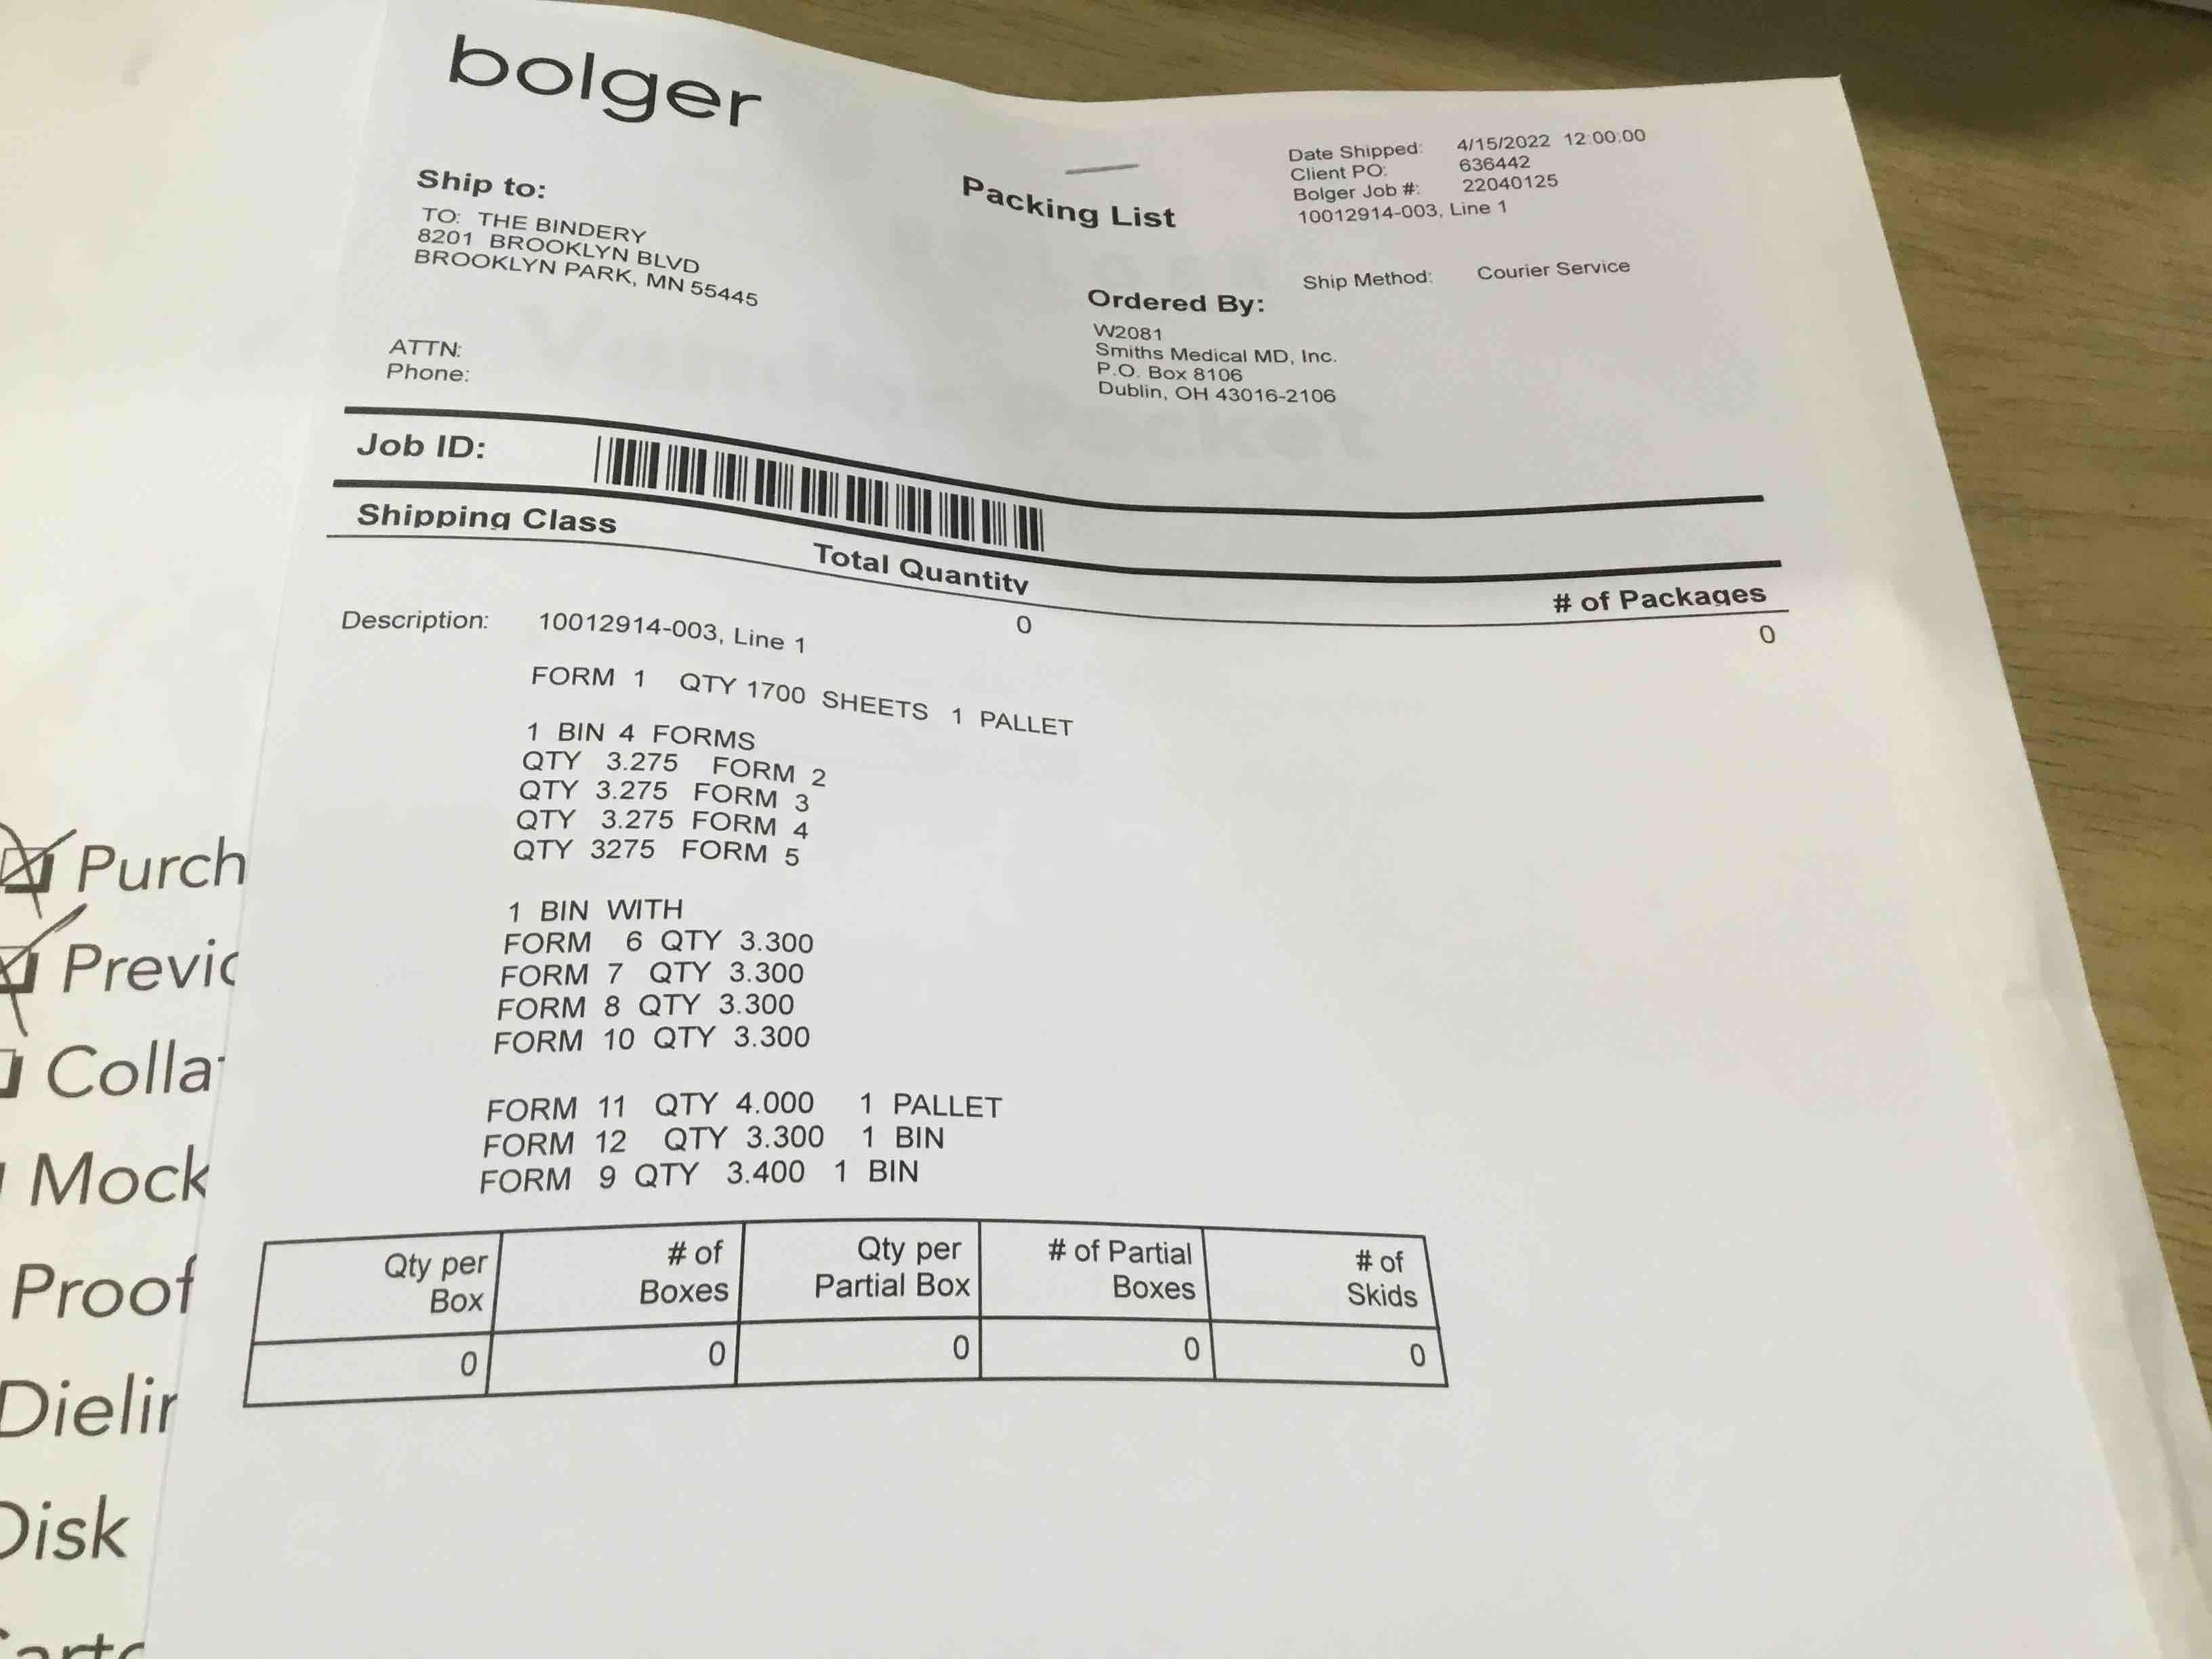 bolger
Packing List
Date Shipped: 4/15/2022 12:00:00
Client PO: 636442
Bolger Job #: 22040125
10012914-003, Line 1
Ship Method: Courier Service
Ship to:
TO: THE BINDERY
8201 BROOKLYN BLVD
BROOKLYN PARK, MN 55445
ATTN:
Phone:
Ordered By:
W2081
Smiths Medical MD, Inc.
P.O. Box 8106
Dublin, OH 43016-2106
Job ID:
Shipping Class Total Quantity # of Packages
0 0
Description: 10012914-003, Line 1
FORM 1 QTY 1700 SHEETS 1 PALLET
1 BIN 4 FORMS
QTY 3.275 FORM 2
QTY 3.275 FORM 3
QTY 3.275 FORM 4
QTY 3275 FORM 5
1 BIN WITH
FORM 6 QTY 3.300
FORM 7 QTY 3.300
FORM 8 QTY 3.300
FORM 10 QTY 3.300
FORM 11 QTY 4.000 1 PALLET
FORM 12 QTY 3.300 1 BIN
FORM 9 QTY 3.400 1 BIN
Qty per Box # of Boxes Qty per Partial Box # of Partial Boxes # of Skids
0 0 0 0 0
Purch
Previc
Colla
Mock
Proof
Dielin
Disk